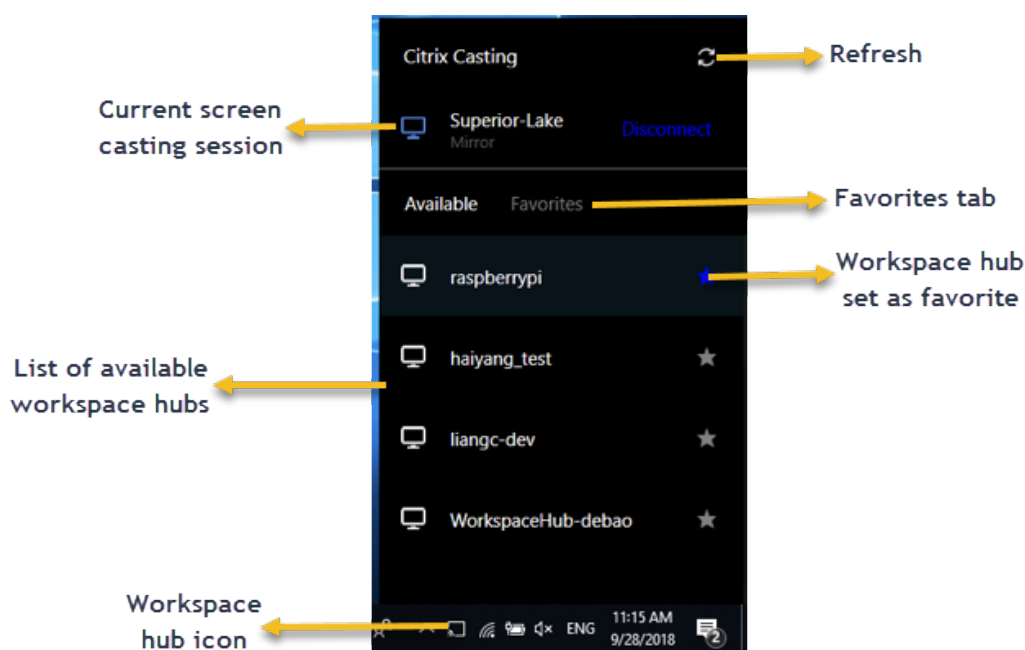 Citrix Casting
Refresh
Current screen
casting session
Superior-Lake
Mirror
Disconnect
Available
Favorites
Favorites tab
raspberrypi
Workspace hub
set as favorite
haiyang_test
List of available
workspace hubs
liangc-dev
WorkspaceHub-debao
Workspace
hub icon
ENG
11:15 AM
9/28/2018
2